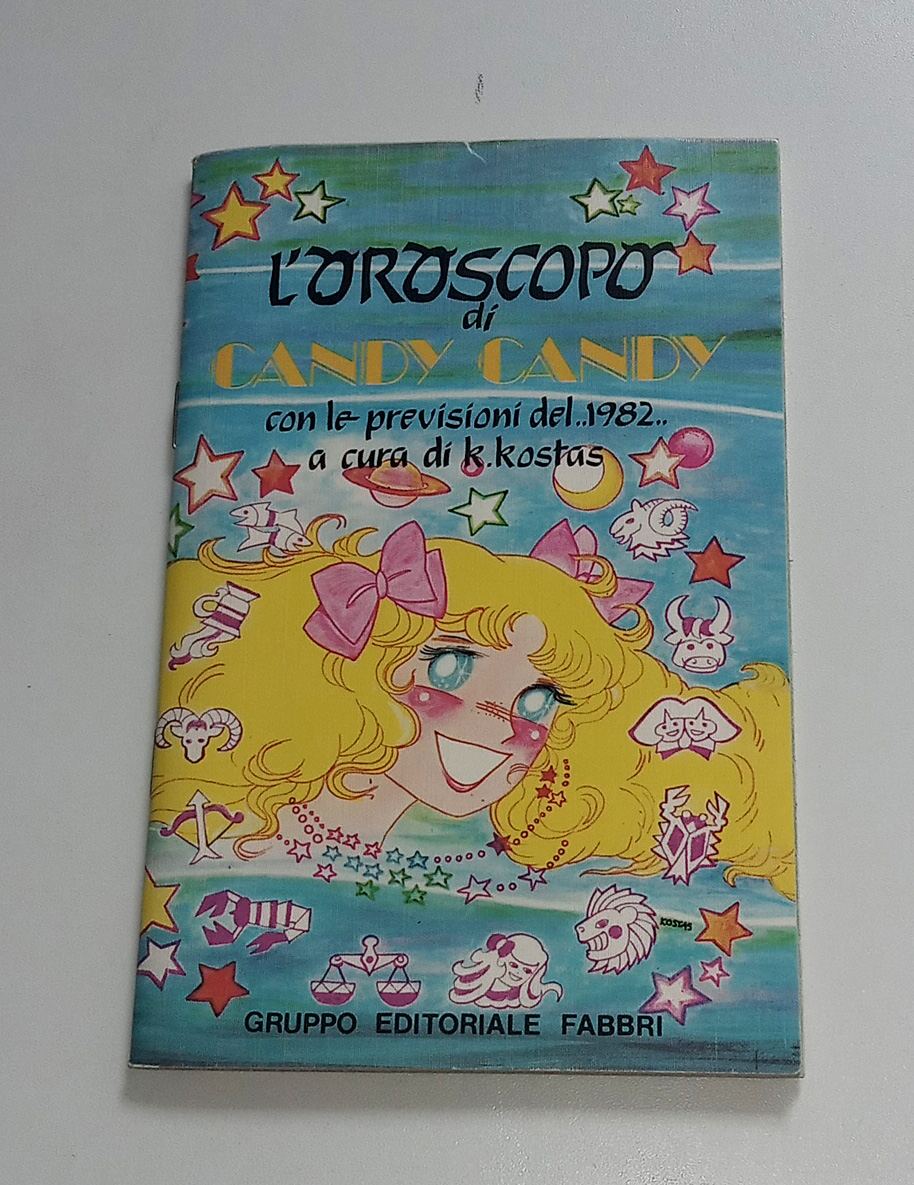 L'OROSCOPO
di
CANDY CANDY
con le previsioni del..1982..
a cura di k.kostas
KOSTAS
GRUPPO EDITORIALE FABBRI